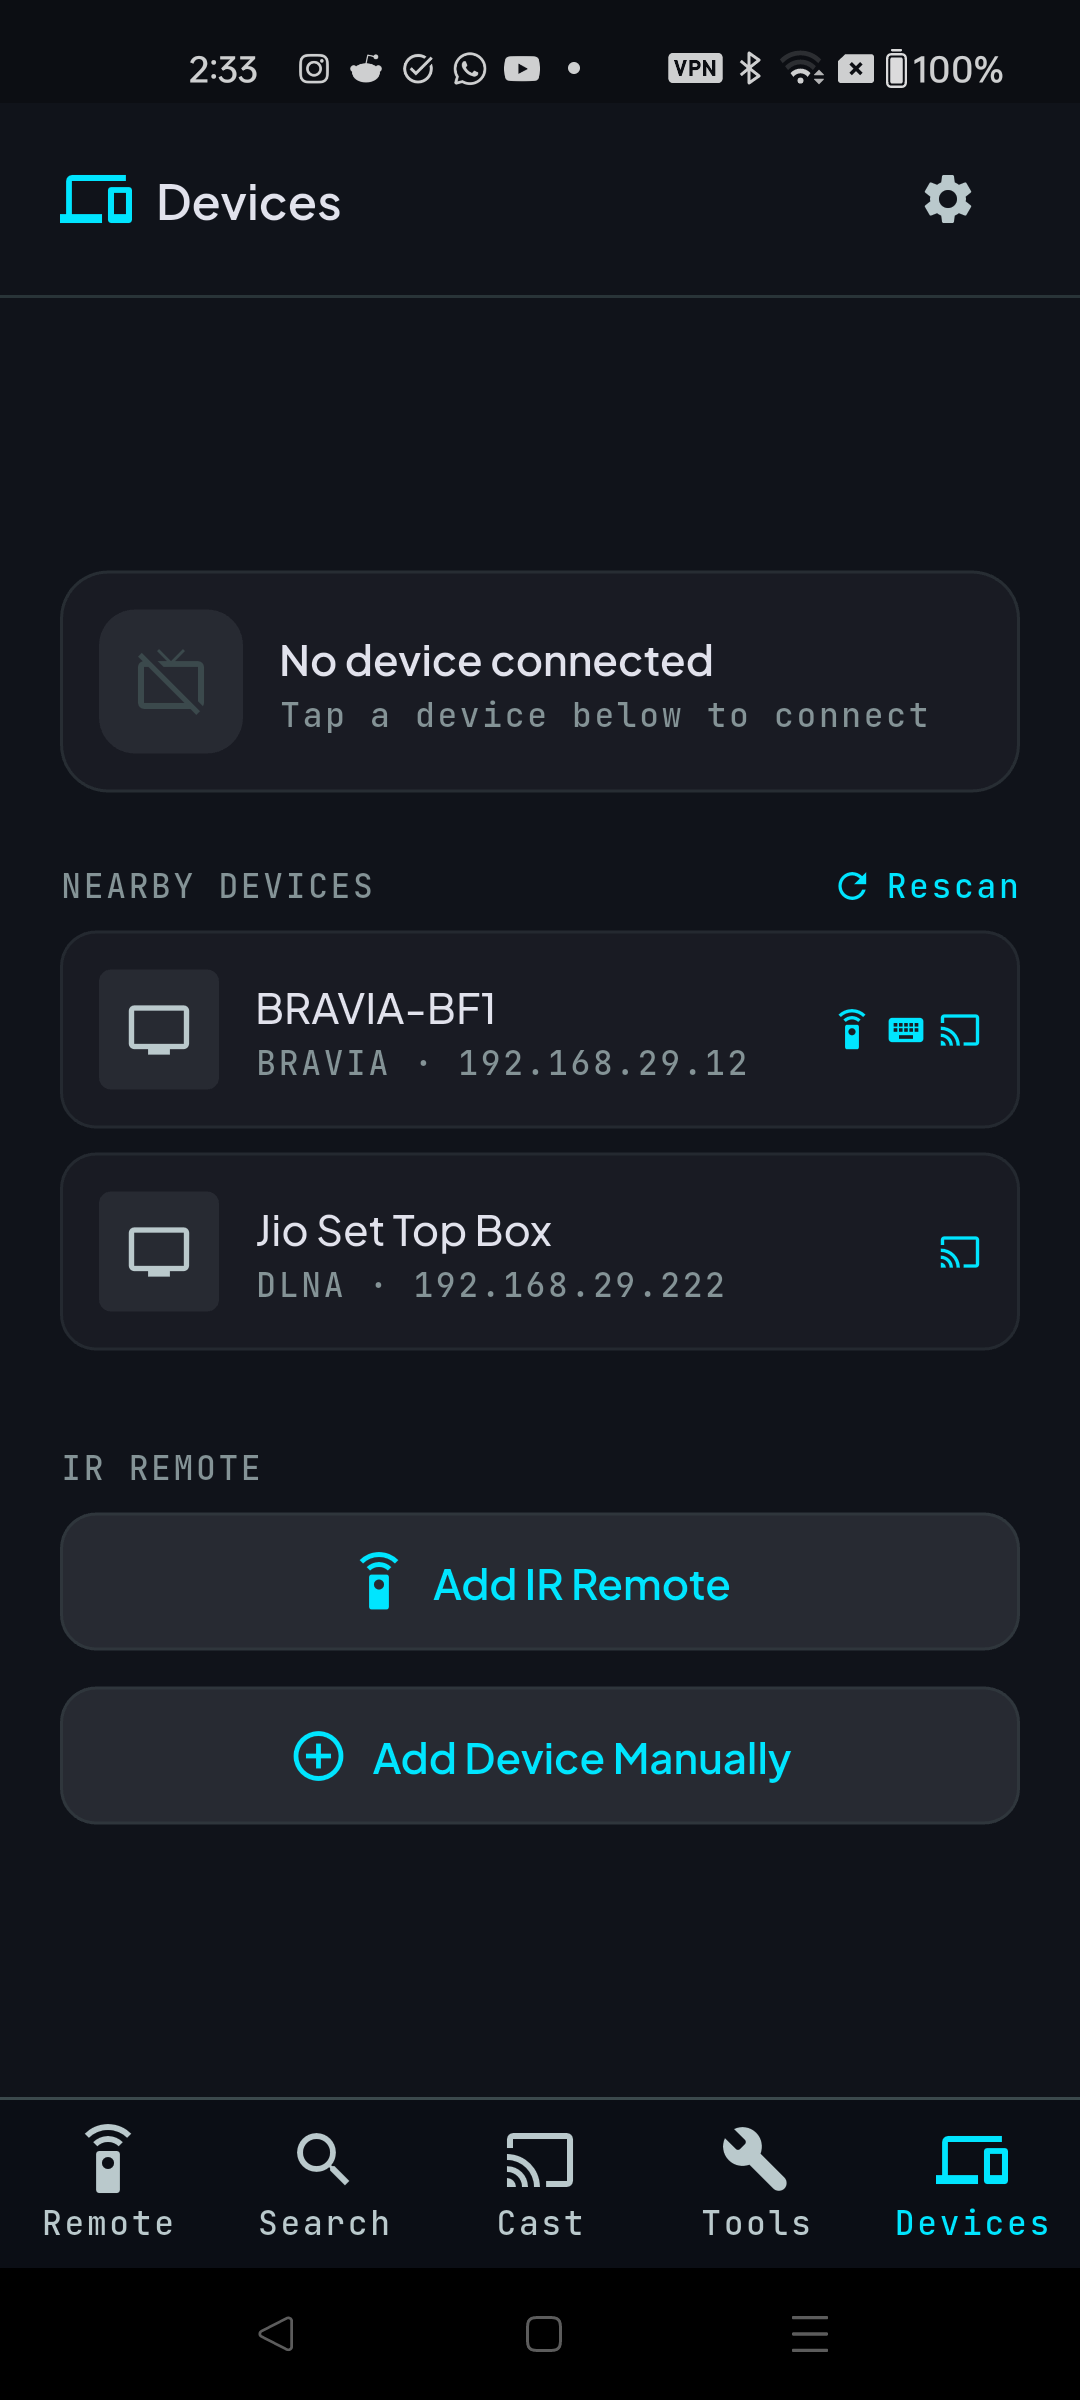 2:33 VPN 100%
Devices
No device connected
Tap a device below to connect
NEARBY DEVICES Rescan
BRAVIA-BF1
BRAVIA · 192.168.29.12
Jio Set Top Box
DLNA · 192.168.29.222
IR REMOTE
Add IR Remote
Add Device Manually
Remote Search Cast Tools Devices